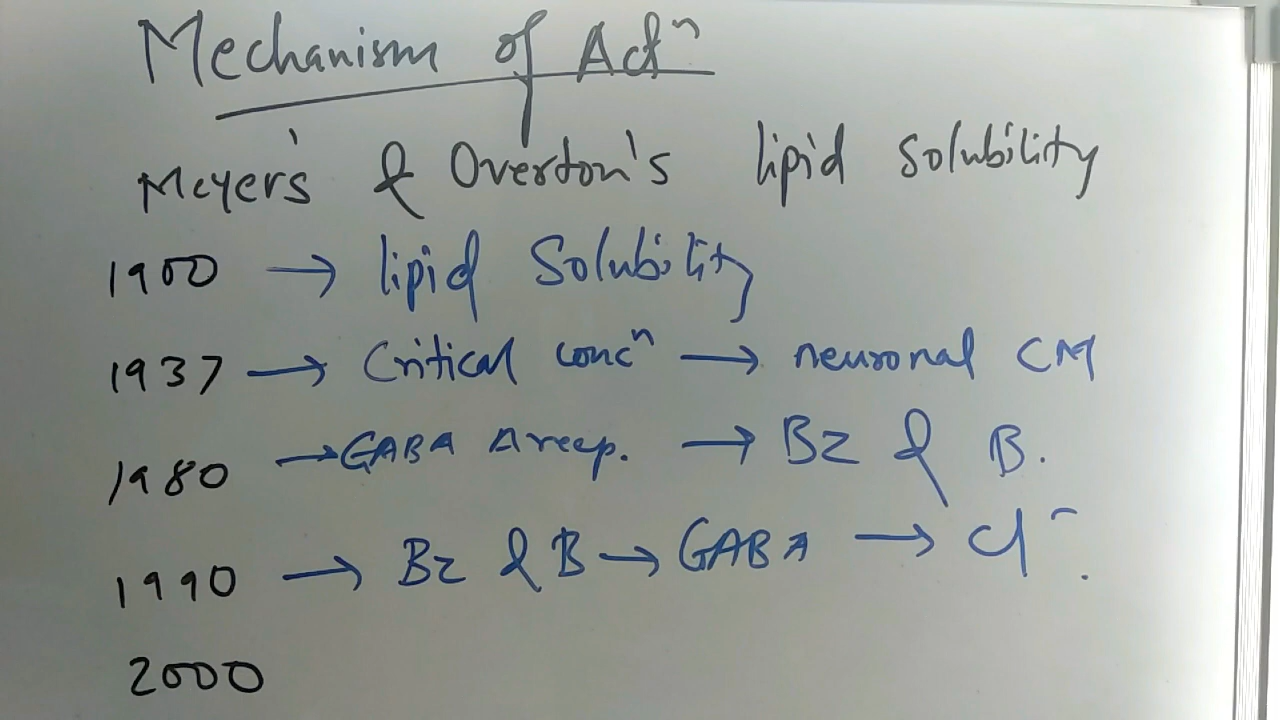 Mechanism of Actⁿ
Meyer's & Overton's lipid solubility
1900 → lipid Solubility
1937 → Critical concⁿ → neuronal CM
1980 → GABA A recep. → BZ & B.
1990 → BZ & B → GABA → Cl⁻.
2000